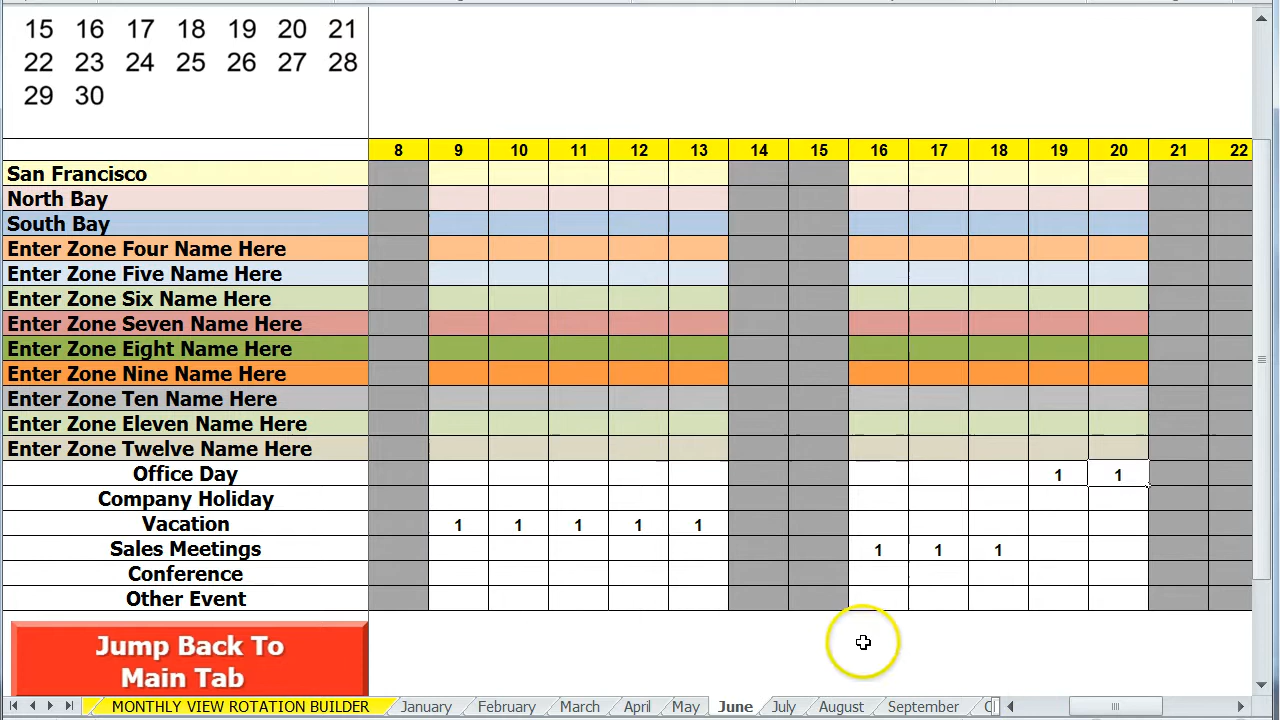 15 16 17 18 19 20 21
22 23 24 25 26 27 28
29 30
8 9 10 11 12 13 14 15 16 17 18 19 20 21 22
San Francisco
North Bay
South Bay
Enter Zone Four Name Here
Enter Zone Five Name Here
Enter Zone Six Name Here
Enter Zone Seven Name Here
Enter Zone Eight Name Here
Enter Zone Nine Name Here
Enter Zone Ten Name Here
Enter Zone Eleven Name Here
Enter Zone Twelve Name Here
Office Day 1 1
Company Holiday
Vacation 1 1 1 1 1
Sales Meetings 1 1 1
Conference
Other Event
Jump Back To
Main Tab
MONTHLY VIEW ROTATION BUILDER January February March April May June July August September